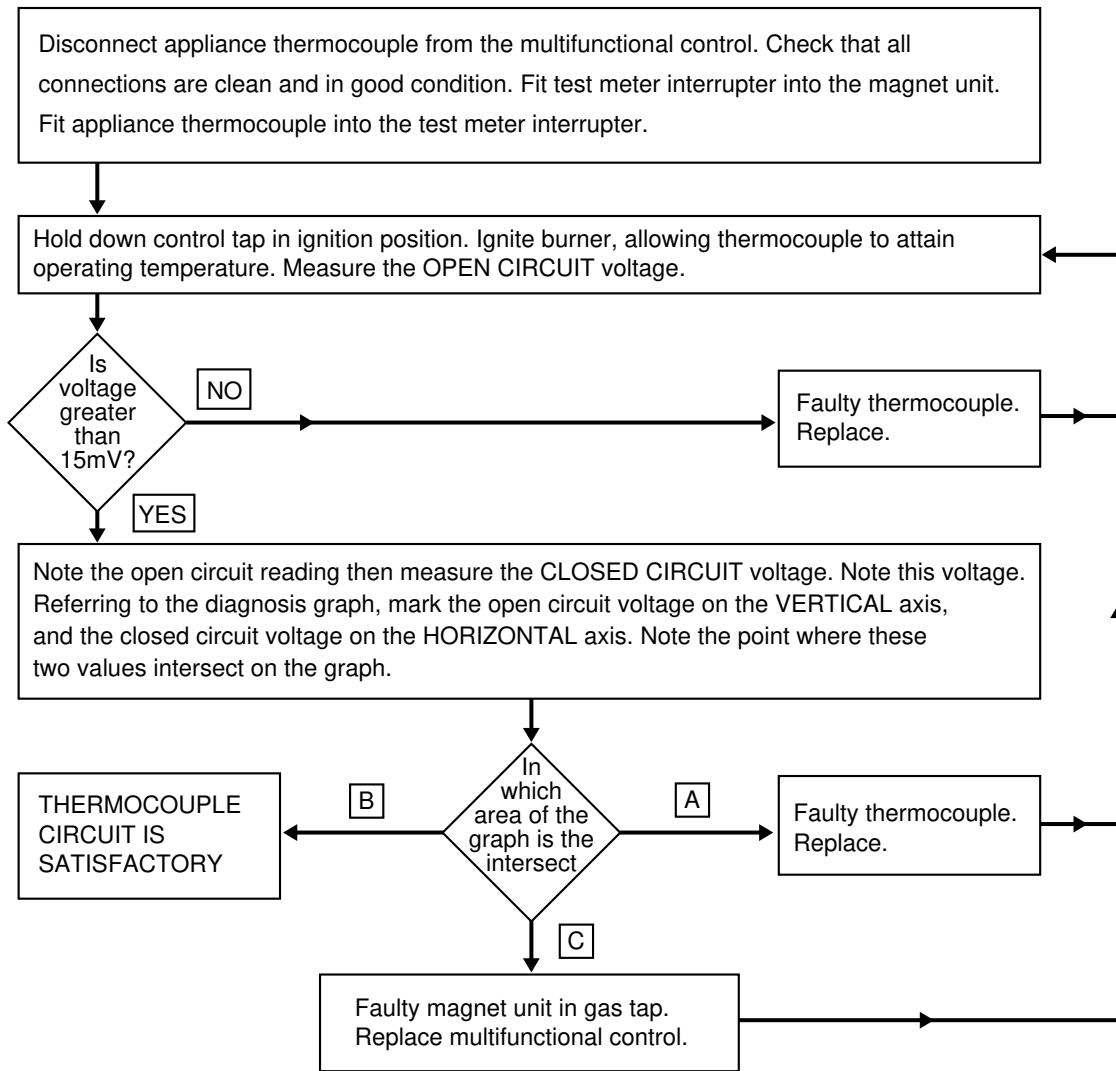 Disconnect appliance thermocouple from the multifunctional control. Check that all
connections are clean and in good condition. Fit test meter interrupter into the magnet unit.
Fit appliance thermocouple into the test meter interrupter.
Hold down control tap in ignition position. Ignite burner, allowing thermocouple to attain
operating temperature. Measure the OPEN CIRCUIT voltage.
Is
voltage
greater
than
15mV?
NO
Faulty thermocouple.
Replace.
YES
Note the open circuit reading then measure the CLOSED CIRCUIT voltage. Note this voltage.
Referring to the diagnosis graph, mark the open circuit voltage on the VERTICAL axis,
and the closed circuit voltage on the HORIZONTAL axis. Note the point where these
two values intersect on the graph.
In
which
area of the
graph is the
intersect
B
THERMOCOUPLE
CIRCUIT IS
SATISFACTORY
A
Faulty thermocouple.
Replace.
C
Faulty magnet unit in gas tap.
Replace multifunctional control.